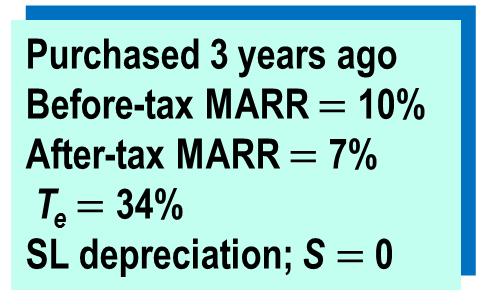 Purchased 3 years ago
Before-tax MARR = 10%
After-tax MARR = 7%
Te = 34%
SL depreciation; S = 0